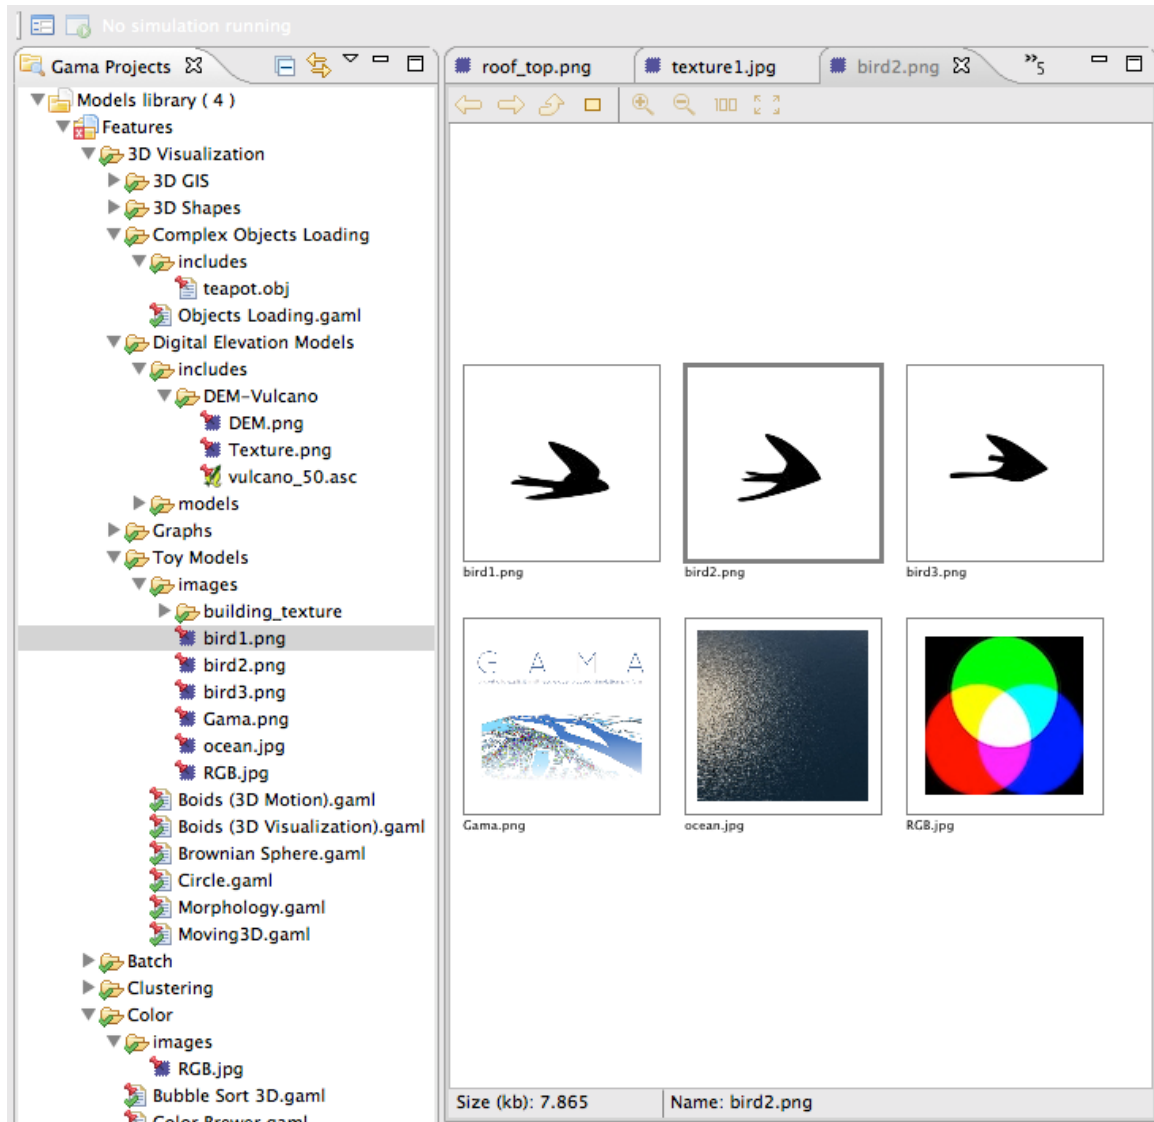 No simulation running
Gama Projects
roof_top.png
texture1.jpg
bird2.png
»5
Models library ( 4 )
Features
3D Visualization
3D GIS
3D Shapes
Complex Objects Loading
includes
teapot.obj
Objects Loading.gaml
Digital Elevation Models
includes
DEM-Vulcano
DEM.png
Texture.png
vulcano_50.asc
models
Graphs
Toy Models
images
building_texture
bird1.png
bird2.png
bird3.png
Gama.png
ocean.jpg
RGB.jpg
Boids (3D Motion).gaml
Boids (3D Visualization).gaml
Brownian Sphere.gaml
Circle.gaml
Morphology.gaml
Moving3D.gaml
Batch
Clustering
Color
images
RGB.jpg
Bubble Sort 3D.gaml
Color Brewer.gaml
100
bird1.png
bird2.png
bird3.png
G A M A
Gama.png
ocean.jpg
RGB.jpg
Size (kb): 7.865
Name: bird2.png